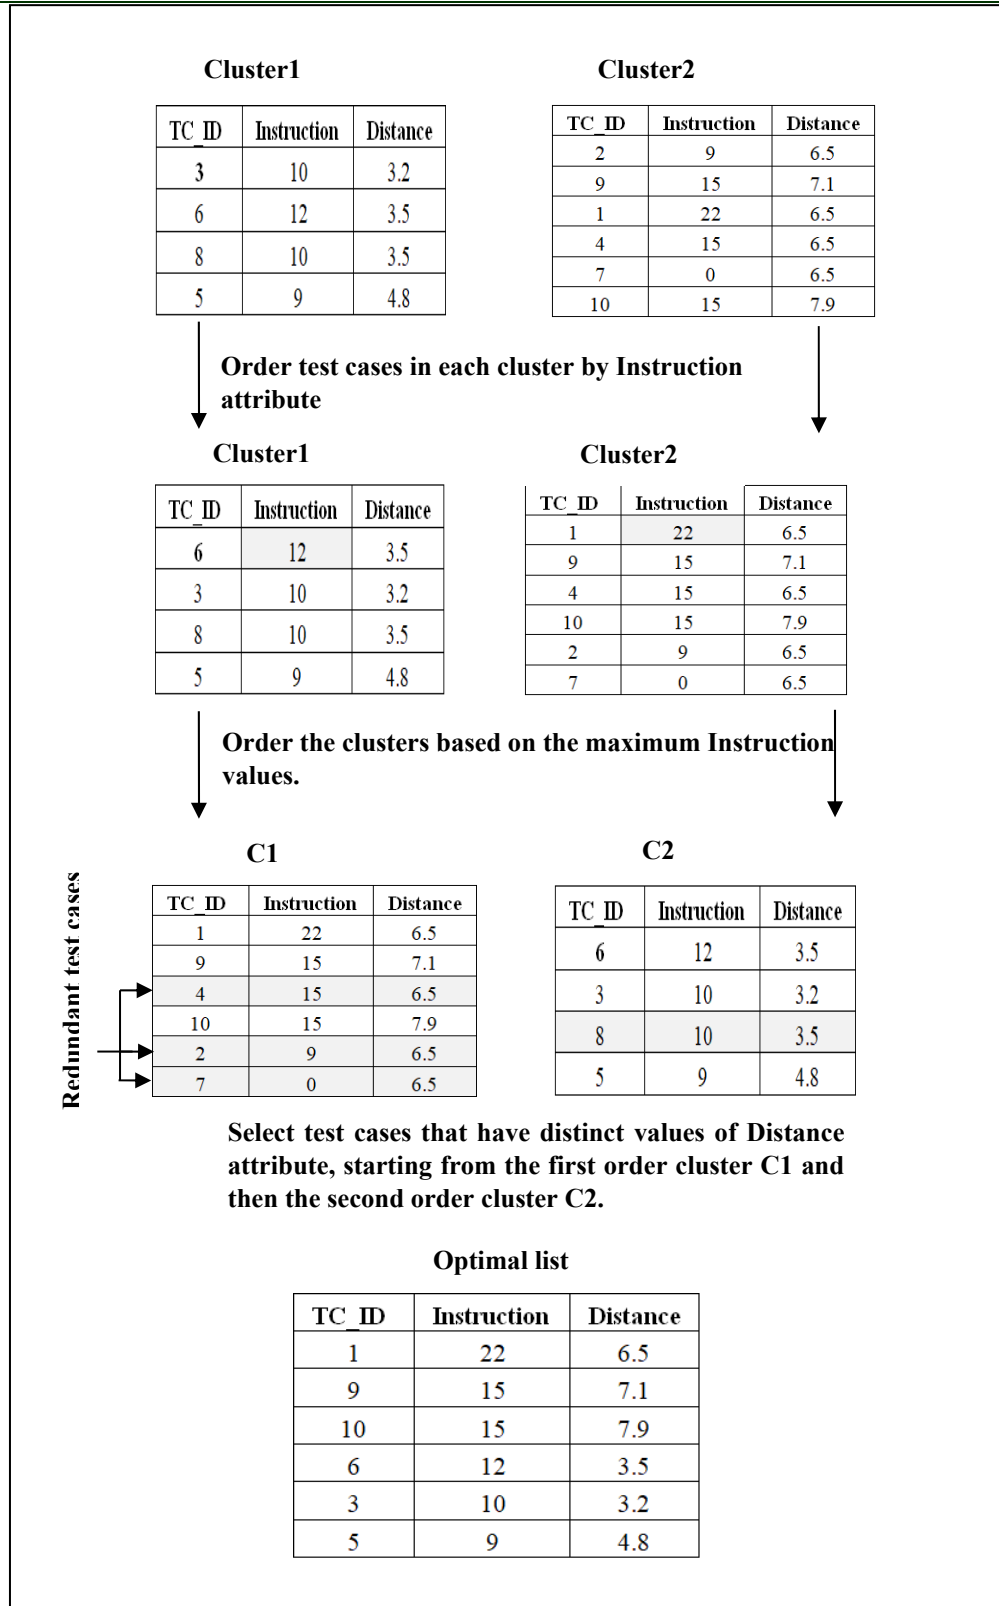 Cluster1
TC_ID Instruction Distance
3 10 3.2
6 12 3.5
8 10 3.5
5 9 4.8
Cluster2
TC_ID Instruction Distance
2 9 6.5
9 15 7.1
1 22 6.5
4 15 6.5
7 0 6.5
10 15 7.9
Order test cases in each cluster by Instruction
attribute
Cluster1
TC_ID Instruction Distance
6 12 3.5
3 10 3.2
8 10 3.5
5 9 4.8
Cluster2
TC_ID Instruction Distance
1 22 6.5
9 15 7.1
4 15 6.5
10 15 7.9
2 9 6.5
7 0 6.5
Order the clusters based on the maximum Instruction
values.
Redundant test cases
C1
TC_ID Instruction Distance
1 22 6.5
9 15 7.1
4 15 6.5
10 15 7.9
2 9 6.5
7 0 6.5
C2
TC_ID Instruction Distance
6 12 3.5
3 10 3.2
8 10 3.5
5 9 4.8
Select test cases that have distinct values of Distance
attribute, starting from the first order cluster C1 and
then the second order cluster C2.
Optimal list
TC_ID Instruction Distance
1 22 6.5
9 15 7.1
10 15 7.9
6 12 3.5
3 10 3.2
5 9 4.8